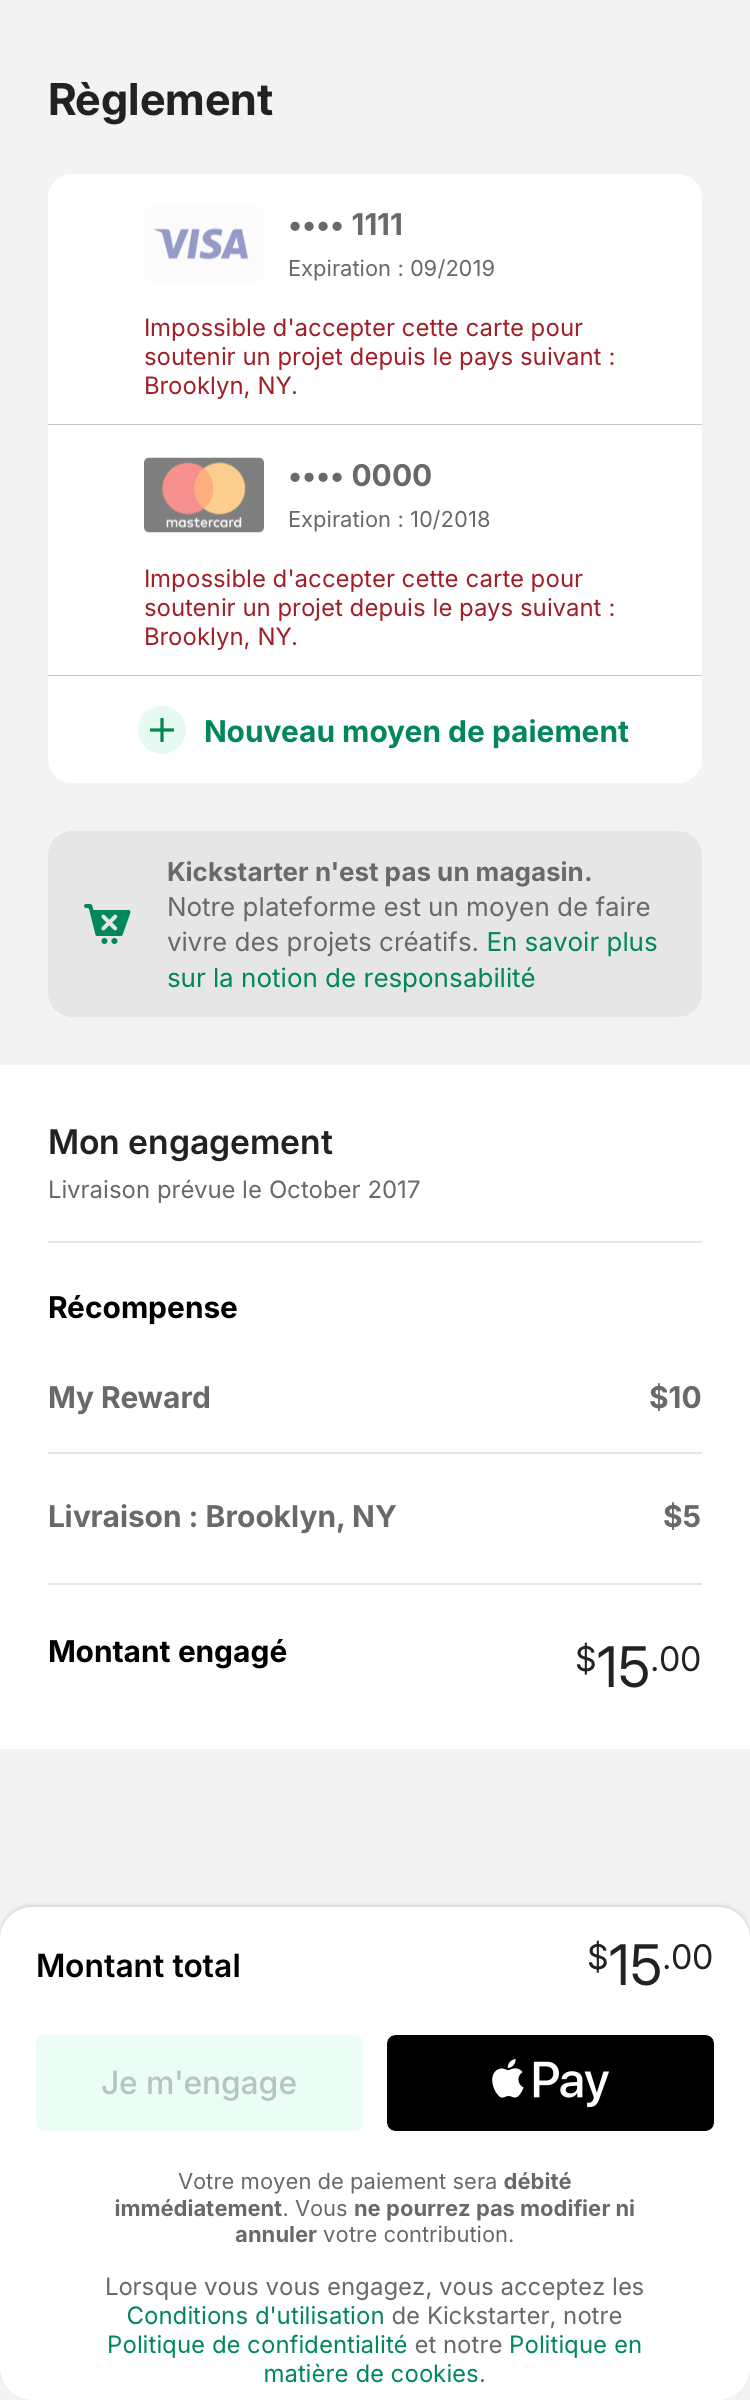 Règlement
VISA
•••• 1111
Expiration : 09/2019
Impossible d'accepter cette carte pour
soutenir un projet depuis le pays suivant :
Brooklyn, NY.
•••• 0000
mastercard
Expiration : 10/2018
Impossible d'accepter cette carte pour
soutenir un projet depuis le pays suivant :
Brooklyn, NY.
Nouveau moyen de paiement
Kickstarter n'est pas un magasin.
Notre plateforme est un moyen de faire
vivre des projets créatifs. En savoir plus
sur la notion de responsabilité
Mon engagement
Livraison prévue le October 2017
Récompense
My Reward $10
Livraison : Brooklyn, NY $5
Montant engagé $15.00
Montant total $15.00
Je m'engage Pay
Votre moyen de paiement sera débité
immédiatement. Vous ne pourrez pas modifier ni
annuler votre contribution.
Lorsque vous vous engagez, vous acceptez les
Conditions d'utilisation de Kickstarter, notre
Politique de confidentialité et notre Politique en
matière de cookies.